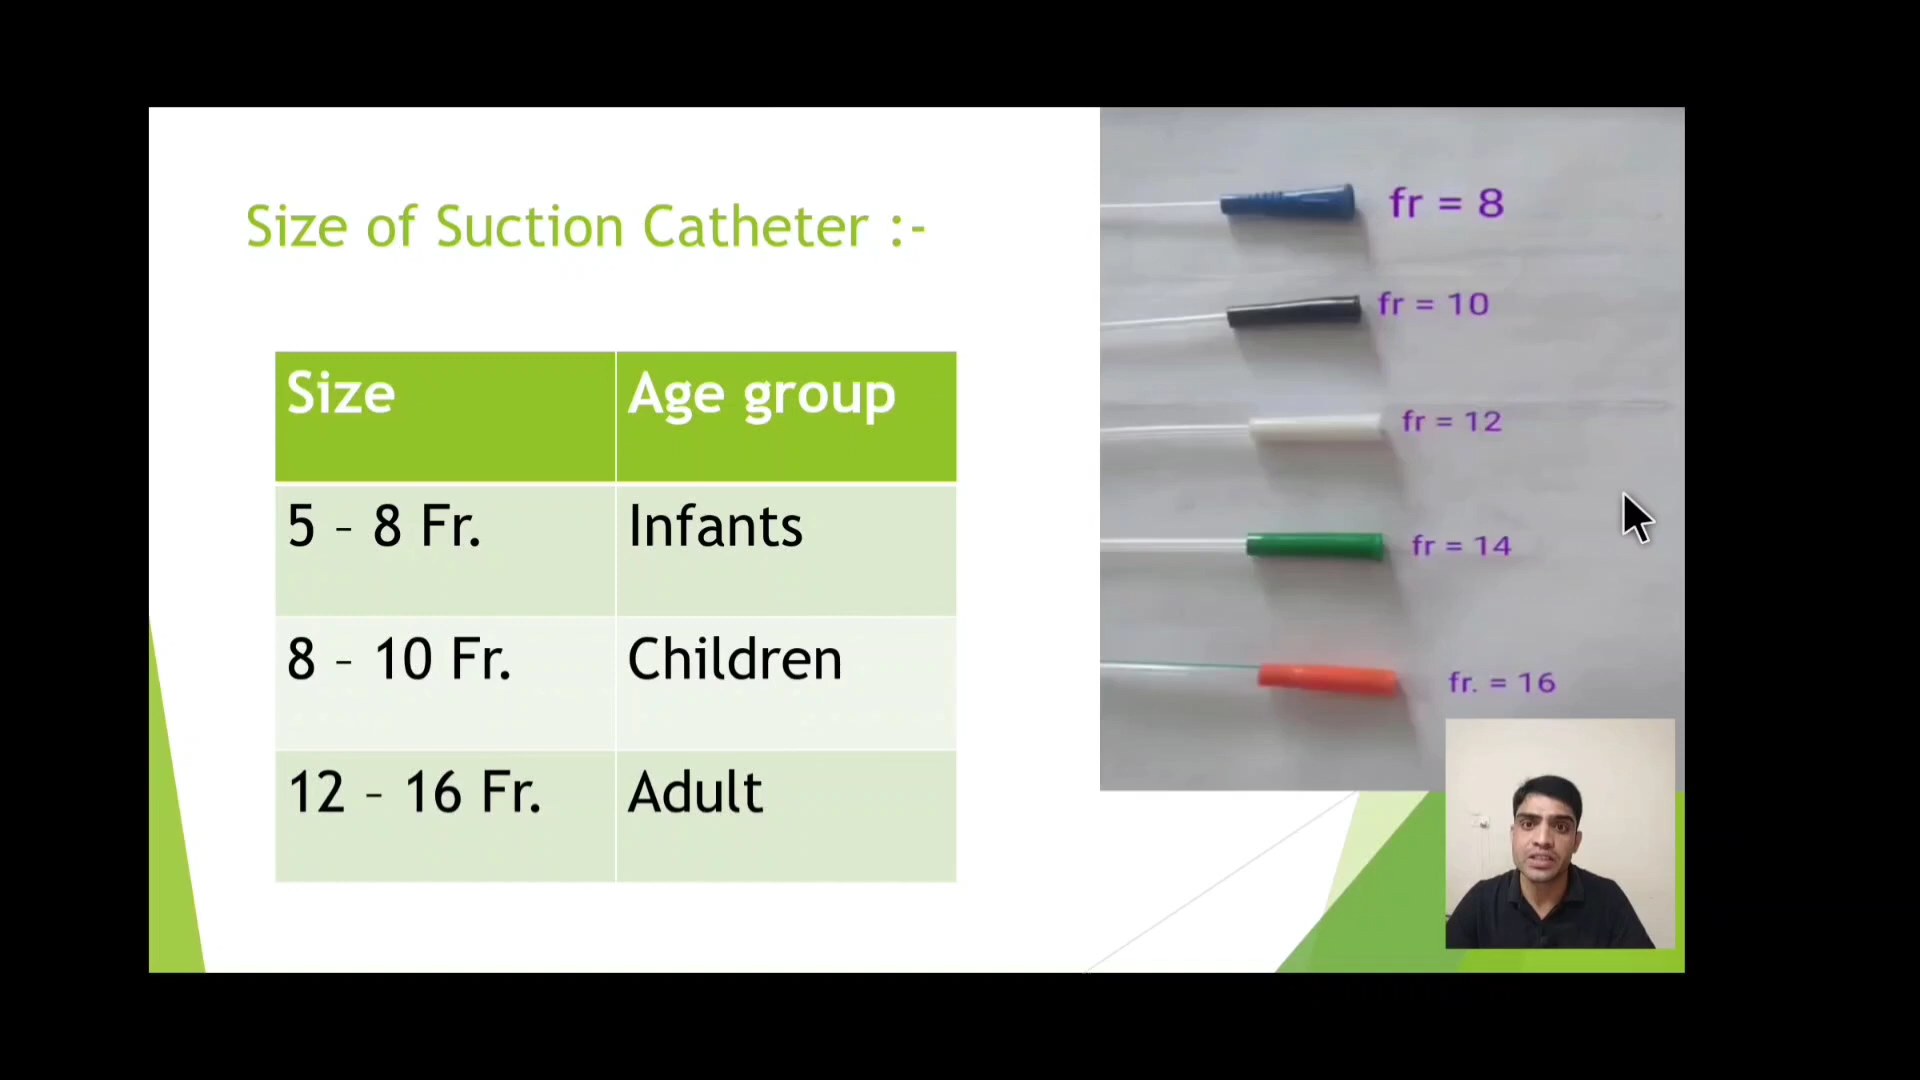 Size of Suction Catheter :-
Size Age group
5 – 8 Fr. Infants
8 – 10 Fr. Children
12 – 16 Fr. Adult
fr = 8
fr = 10
fr = 12
fr = 14
fr. = 16